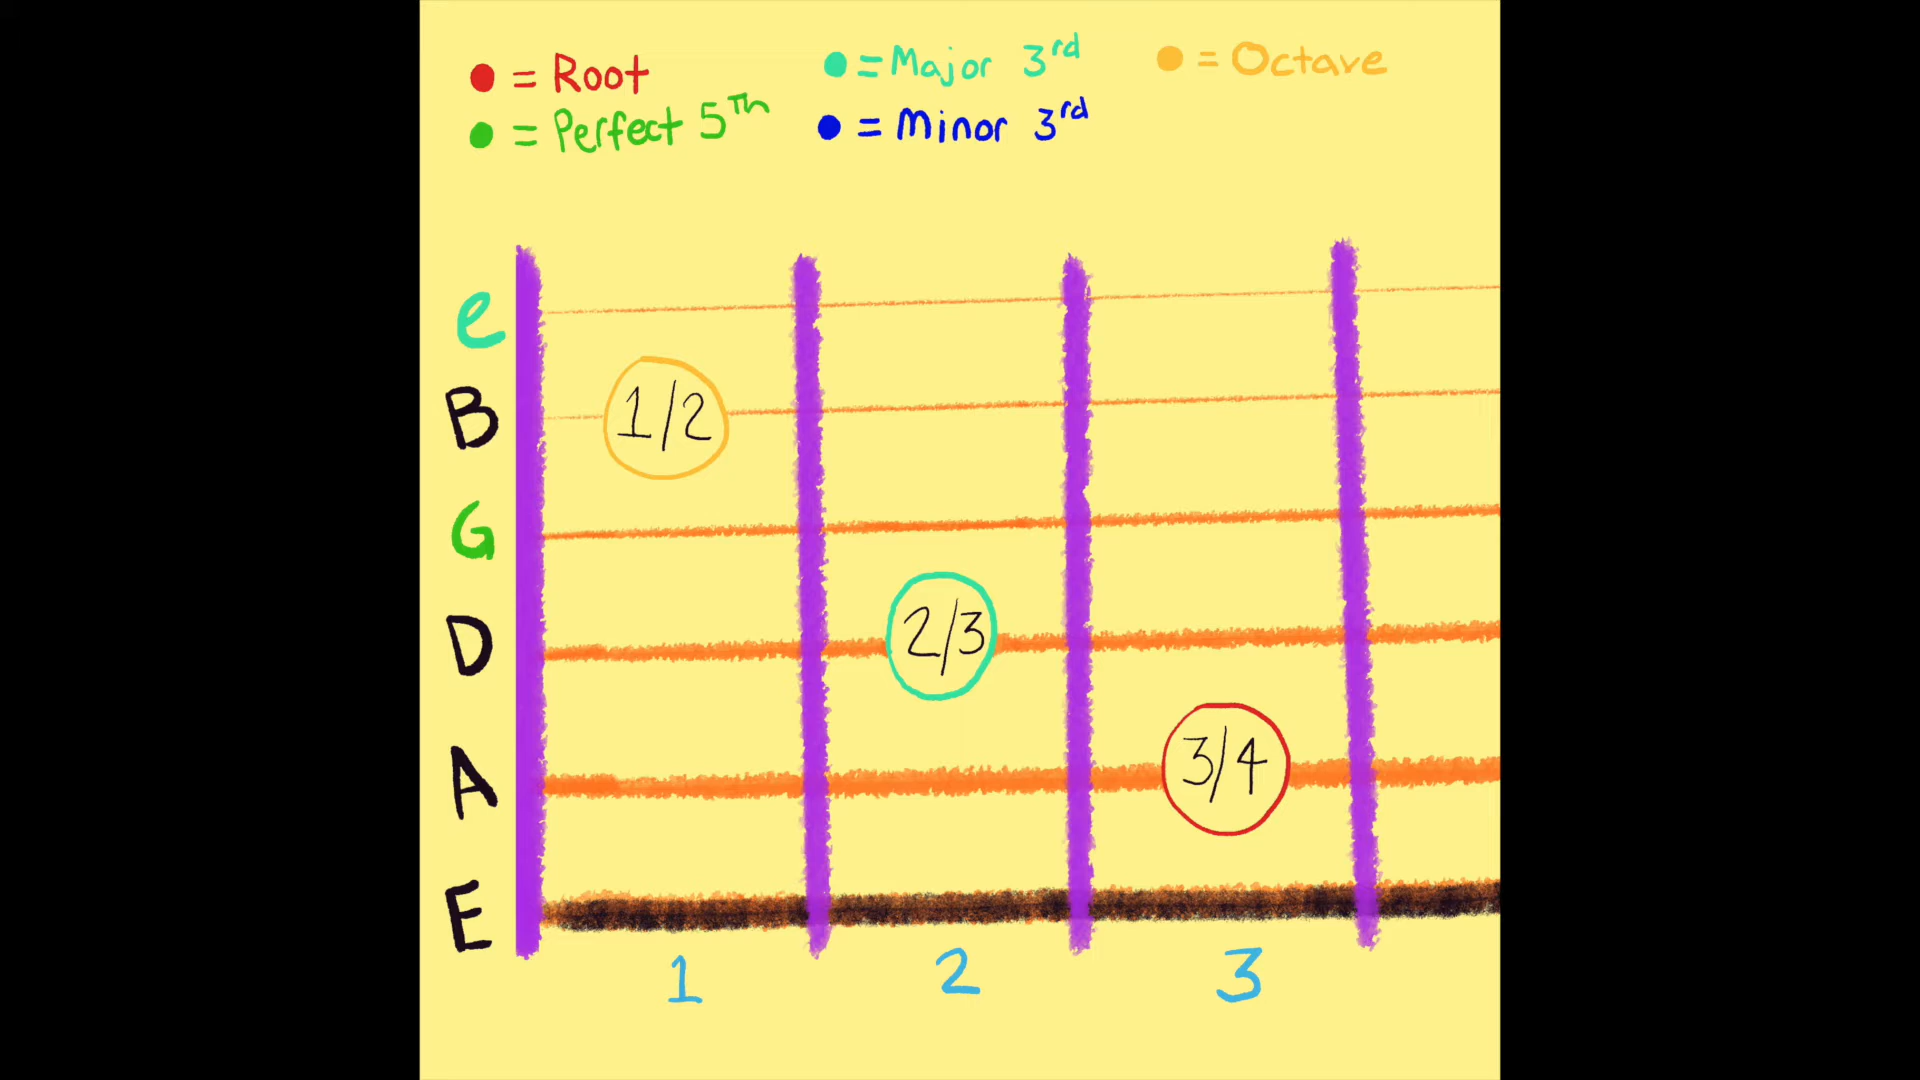 ● = Root
● = Major 3rd
● = Octave
● = Perfect 5Th
● = Minor 3rd
e
B 1/2
G
D 2/3
A 3/4
E
1 2 3